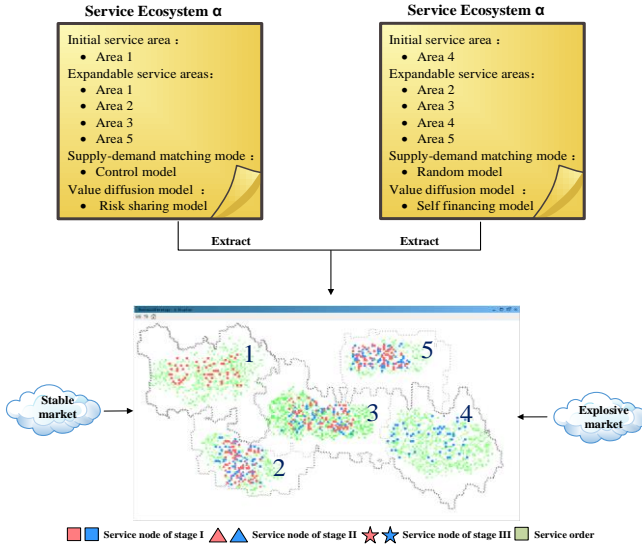 Service Ecosystem α
Initial service area :
• Area 1
Expandable service areas:
• Area 1
• Area 2
• Area 3
• Area 5
Supply-demand matching mode :
• Control model
Value diffusion model :
• Risk sharing model
Service Ecosystem α
Initial service area :
• Area 4
Expandable service areas:
• Area 2
• Area 3
• Area 4
• Area 5
Supply-demand matching mode :
• Random model
Value diffusion model :
• Self financing model
Extract
Extract
1
5
3
4
2
Stable
market
Explosive
market
Service node of stage I
Service node of stage II
Service node of stage III
Service order